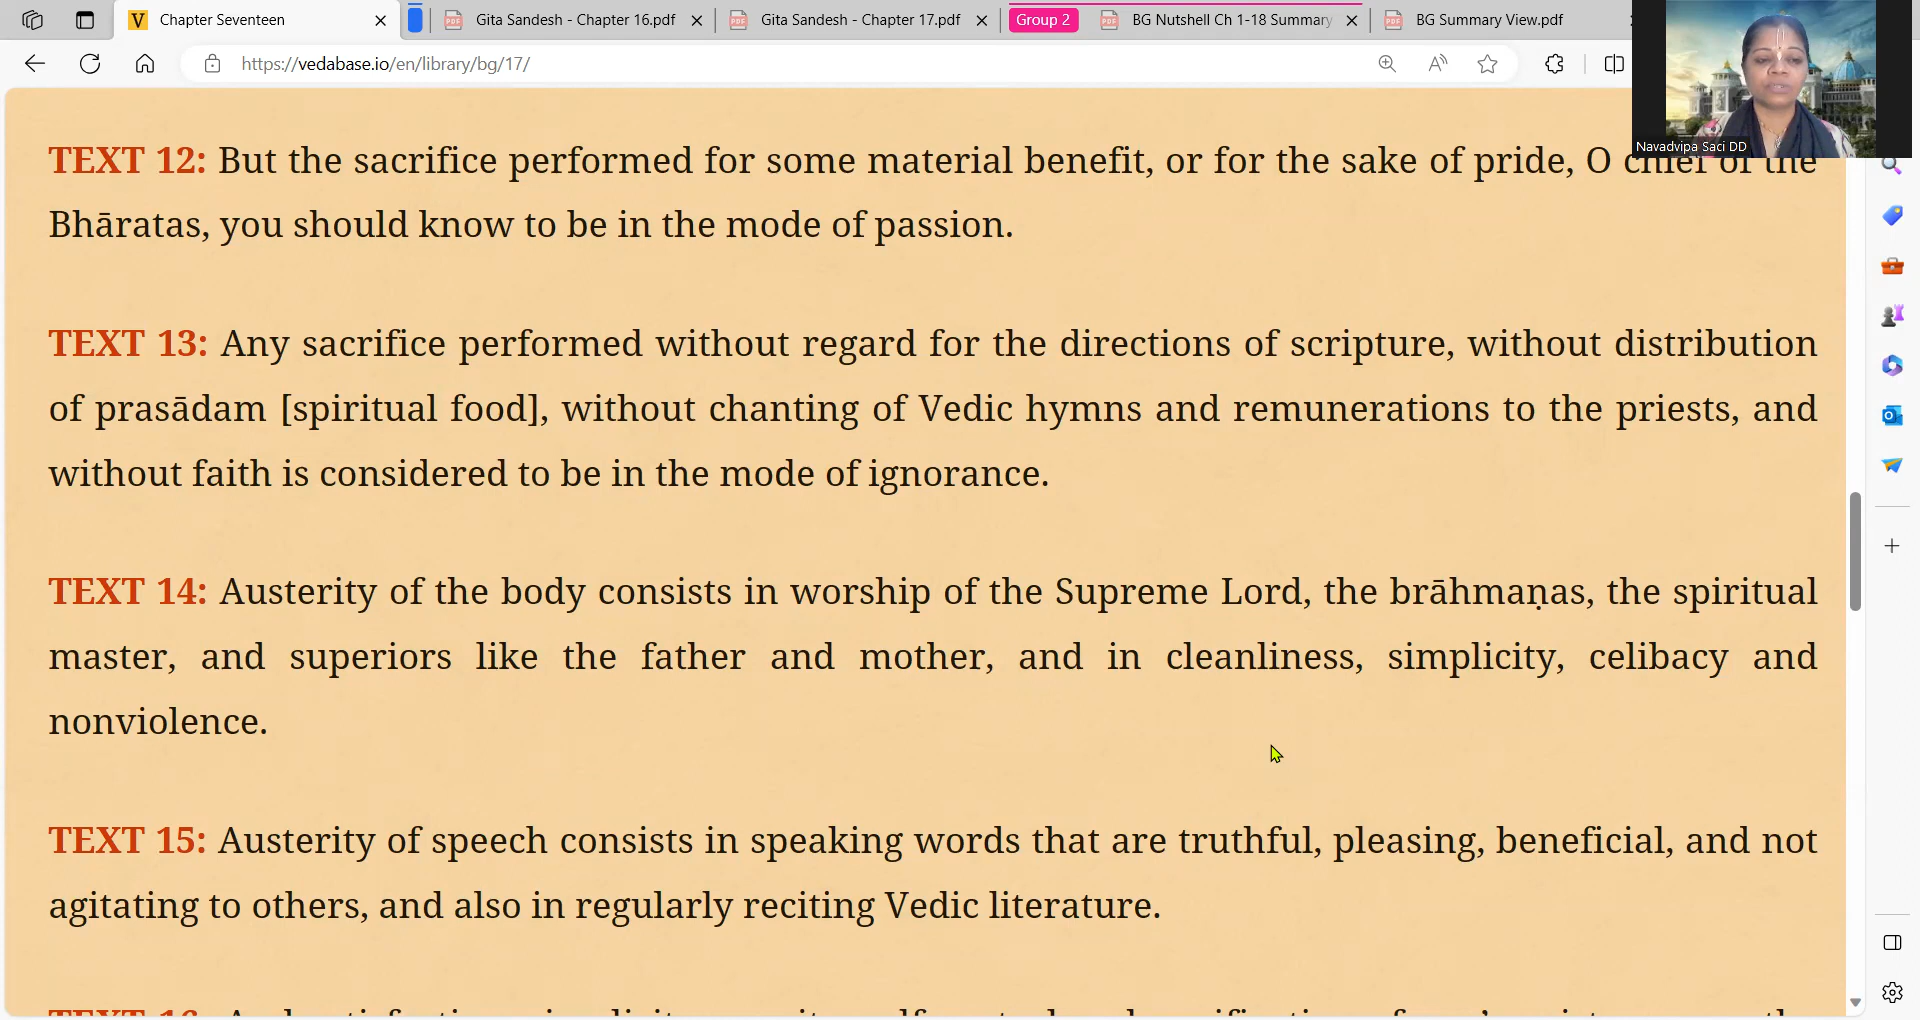 Chapter Seventeen
Gita Sandesh - Chapter 16.pdf
Gita Sandesh - Chapter 17.pdf
Group 2
BG Nutshell Ch 1-18 Summary
BG Summary View.pdf
https://vedabase.io/en/library/bg/17/
Navadvipa Saci DD
TEXT 12: But the sacrifice performed for some material benefit, or for the sake of pride, O chief of the
Bhāratas, you should know to be in the mode of passion.
TEXT 13: Any sacrifice performed without regard for the directions of scripture, without distribution
of prasādam [spiritual food], without chanting of Vedic hymns and remunerations to the priests, and
without faith is considered to be in the mode of ignorance.
TEXT 14: Austerity of the body consists in worship of the Supreme Lord, the brāhmaṇas, the spiritual
master, and superiors like the father and mother, and in cleanliness, simplicity, celibacy and
nonviolence.
TEXT 15: Austerity of speech consists in speaking words that are truthful, pleasing, beneficial, and not
agitating to others, and also in regularly reciting Vedic literature.